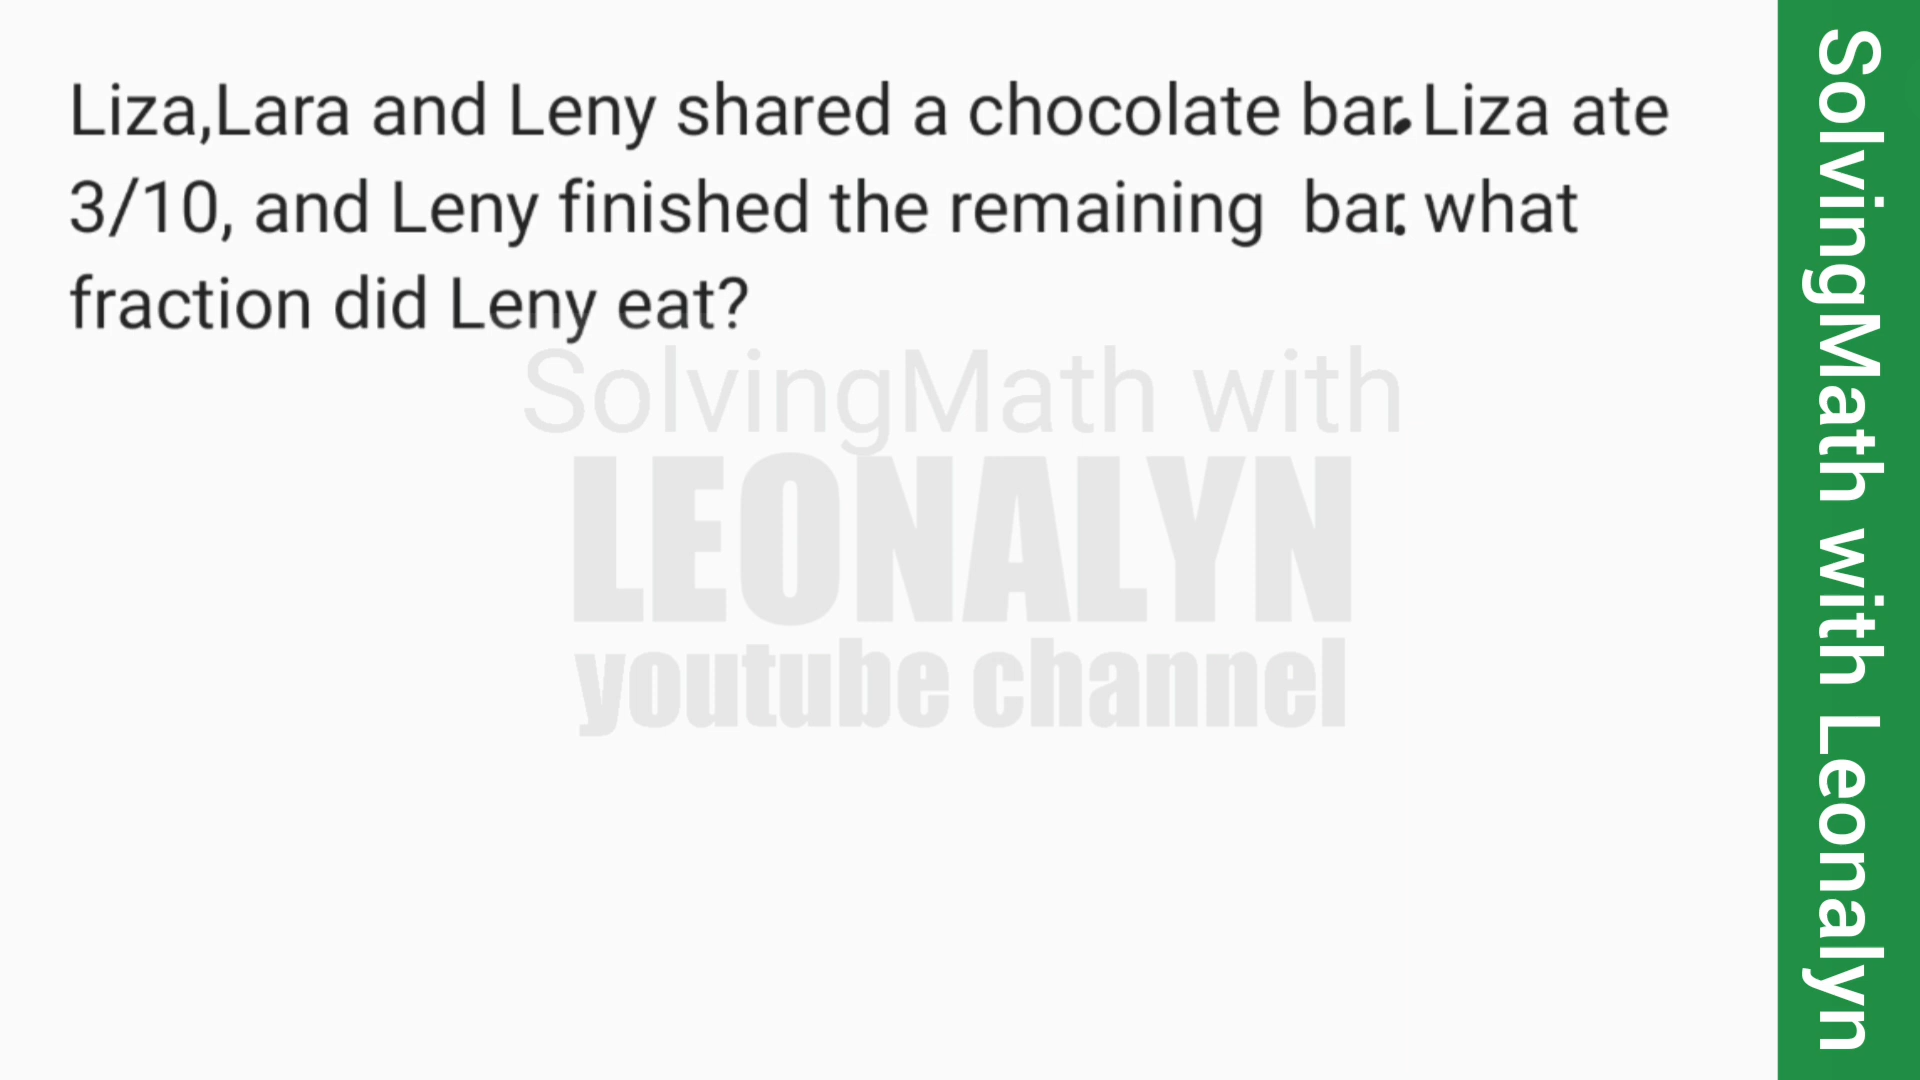 Liza,Lara and Leny shared a chocolate bar. Liza ate
3/10, and Leny finished the remaining  bar. what
fraction did Leny eat?
SolvingMath with
LEONALYN
youtube channel
SolvingMath with Leonalyn